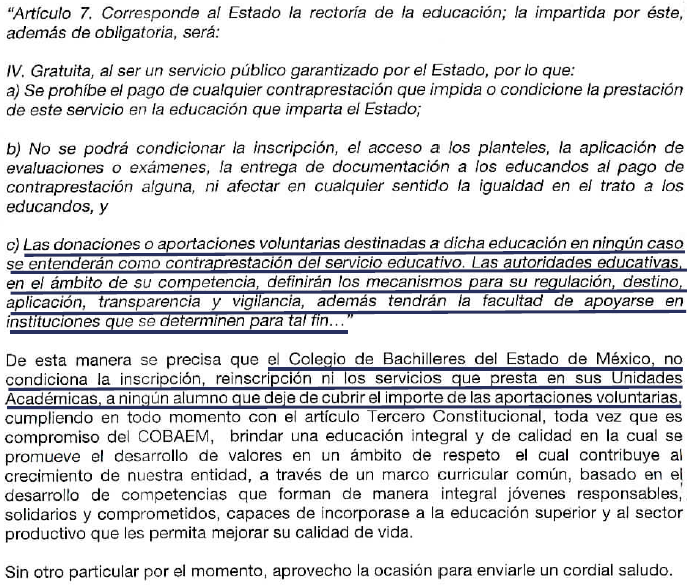 “Artículo 7. Corresponde al Estado la rectoría de la educación; la impartida por éste,
además de obligatoria, será:
IV. Gratuita, al ser un servicio público garantizado por el Estado, por lo que:
a) Se prohíbe el pago de cualquier contraprestación que impida o condicione la prestación
de este servicio en la educación que imparta el Estado;
b) No se podrá condicionar la inscripción, el acceso a los planteles, la aplicación de
evaluaciones o exámenes, la entrega de documentación a los educandos al pago de
contraprestación alguna, ni afectar en cualquier sentido la igualdad en el trato a los
educandos, y
c) Las donaciones o aportaciones voluntarias destinadas a dicha educación en ningún caso
se entenderán como contraprestación del servicio educativo. Las autoridades educativas,
en el ámbito de su competencia, definirán los mecanismos para su regulación, destino,
aplicación, transparencia y vigilancia, además tendrán la facultad de apoyarse en
instituciones que se determinen para tal fin…”
De esta manera se precisa que el Colegio de Bachilleres del Estado de México, no
condiciona la inscripción, reinscripción ni los servicios que presta en sus Unidades
Académicas, a ningún alumno que deje de cubrir el importe de las aportaciones voluntarias,
cumpliendo en todo momento con el artículo Tercero Constitucional, toda vez que es
compromiso del COBAEM, brindar una educación integral y de calidad en la cual se
promueve el desarrollo de valores en un ámbito de respeto el cual contribuye al
crecimiento de nuestra entidad, a través de un marco curricular común, basado en el
desarrollo de competencias que forman de manera integral jóvenes responsables,
solidarios y comprometidos, capaces de incorporase a la educación superior y al sector
productivo que les permita mejorar su calidad de vida.
Sin otro particular por el momento, aprovecho la ocasión para enviarle un cordial saludo.